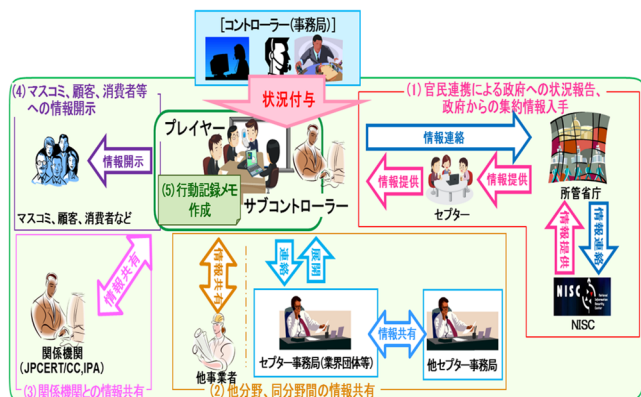 [コントローラー(事務局)]
状況付与
(4)マスコミ、顧客、消費者等
への情報開示
情報開示
マスコミ、顧客、消費者など
プレイヤー
(5)行動記録メモ
作成
サブコントローラー
(1)官民連携による政府への状況報告、
政府からの集約情報入手
情報連絡
情報提供
情報提供
セプター
所管省庁
情報提供
情報連絡
NISC
NISC
情報共有
関係機関
(JPCERT/CC,IPA)
(3)関係機関との情報共有
情報共有
他事業者
連絡
展開
セプター事務局(業界団体等)
情報共有
他セプター事務局
(2)他分野、同分野間の情報共有